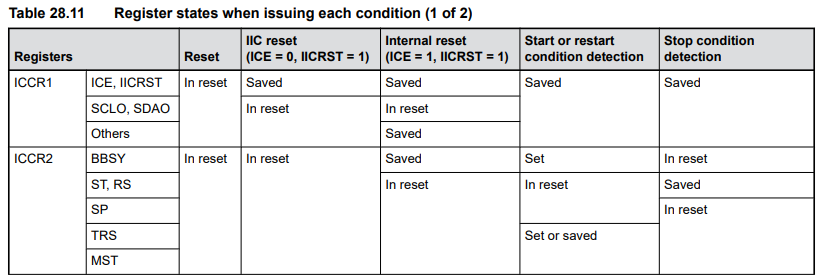 Table 28.11 Register states when issuing each condition (1 of 2)
Registers Reset IIC reset (ICE = 0, IICRST = 1) Internal reset (ICE = 1, IICRST = 1) Start or restart condition detection Stop condition detection
ICCR1 ICE, IICRST In reset Saved Saved Saved Saved
SCLO, SDAO In reset In reset
Others Saved
ICCR2 BBSY In reset In reset Saved Set In reset
ST, RS In reset In reset Saved
SP In reset
TRS Set or saved
MST